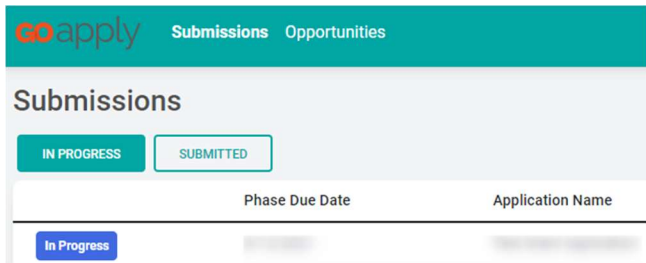 GOapply Submissions Opportunities
Submissions
IN PROGRESS SUBMITTED
Phase Due Date Application Name
In Progress